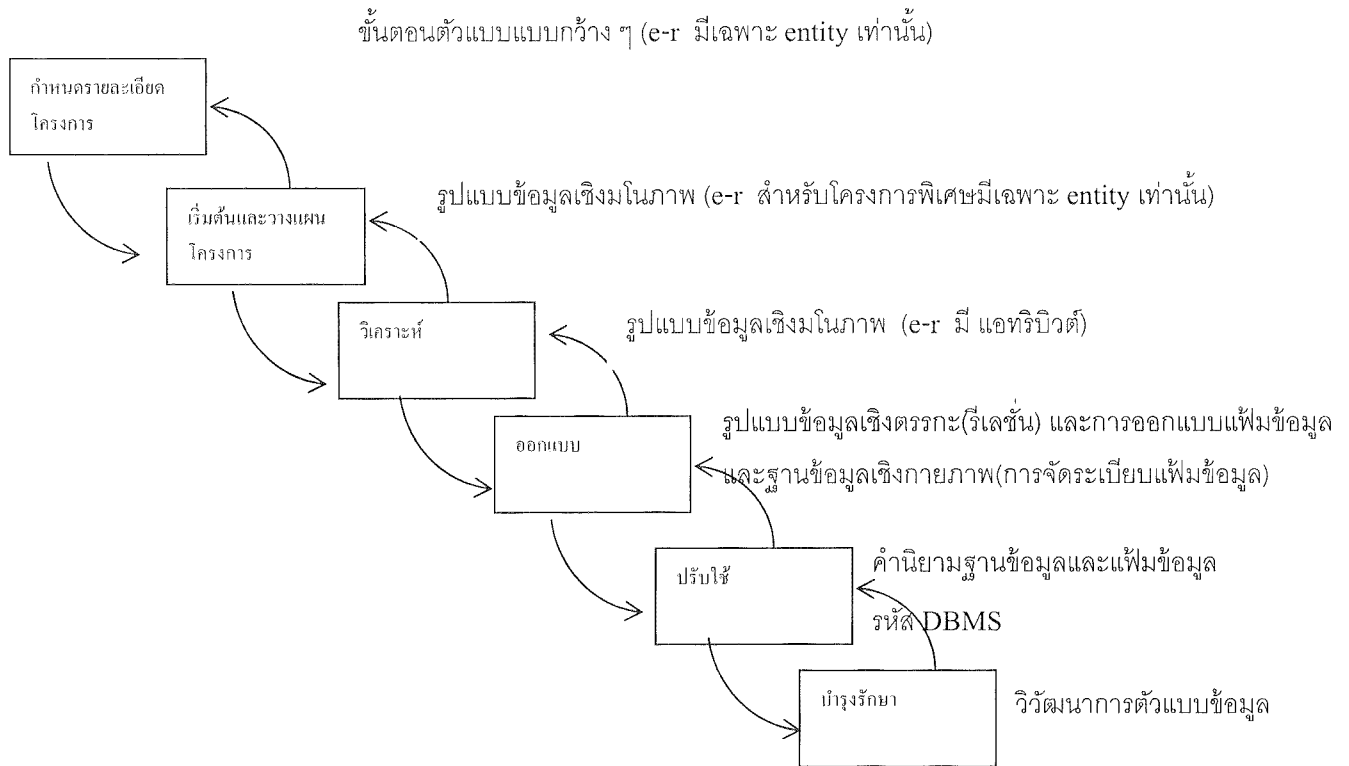 ขั้นตอนตัวแบบแบบกว้าง ๆ (e-r มีเฉพาะ entity เท่านั้น)
กำหนดรายละเอียด
โครงการ
รูปแบบข้อมูลเชิงมโนภาพ (e-r สำหรับโครงการพิเศษมีเฉพาะ entity เท่านั้น)
เริ่มต้นและวางแผน
โครงการ
รูปแบบข้อมูลเชิงมโนภาพ (e-r มี แอทริบิวต์)
วิเคราะห์
รูปแบบข้อมูลเชิงตรรกะ(รีเลชั่น) และการออกแบบแฟ้มข้อมูล
ออกแบบ
และฐานข้อมูลเชิงกายภาพ(การจัดระเบียบแฟ้มข้อมูล)
คำนิยามฐานข้อมูลและแฟ้มข้อมูล
ปรับใช้
รหัส DBMS
บำรุงรักษา
วิวัฒนาการตัวแบบข้อมูล